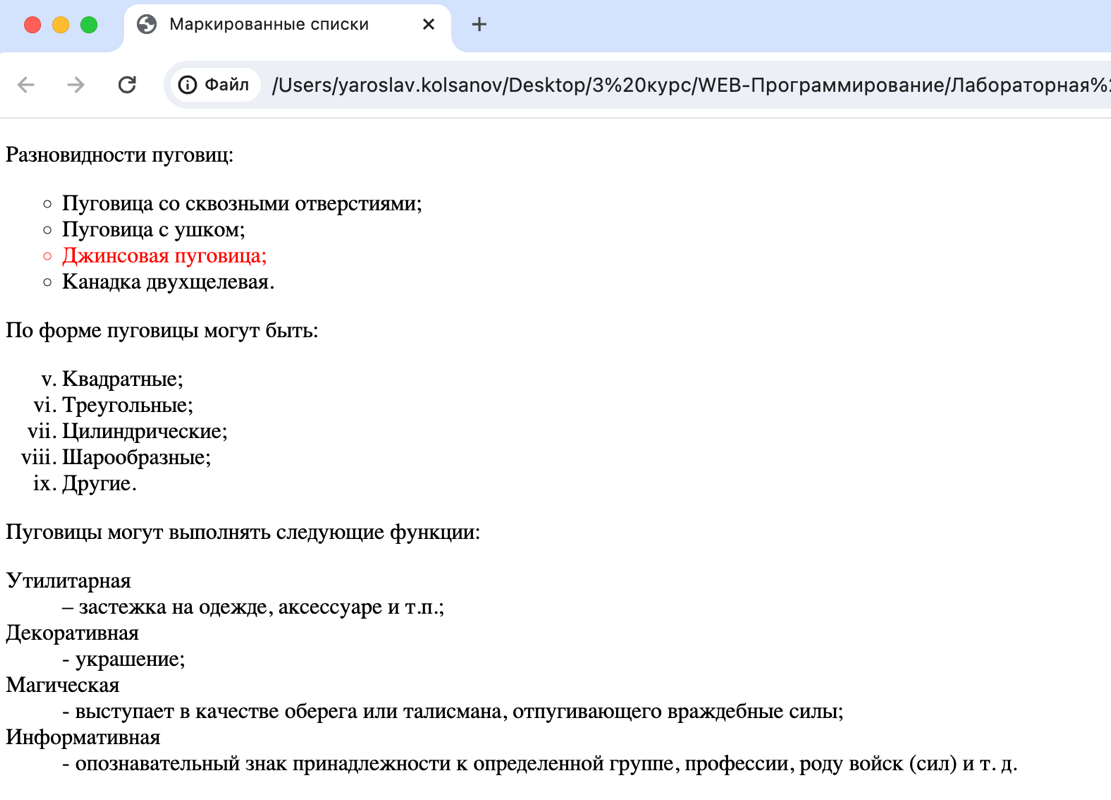 Маркированные списки
Файл /Users/yaroslav.kolsanov/Desktop/3%20курс/WEB-Программирование/Лабораторная%2
Разновидности пуговиц:
Пуговица со сквозными отверстиями;
Пуговица с ушком;
Джинсовая пуговица;
Канадка двухщелевая.
По форме пуговицы могут быть:
v. Квадратные;
vi. Треугольные;
vii. Цилиндрические;
viii. Шарообразные;
ix. Другие.
Пуговицы могут выполнять следующие функции:
Утилитарная
– застежка на одежде, аксессуаре и т.п.;
Декоративная
- украшение;
Магическая
- выступает в качестве оберега или талисмана, отпугивающего враждебные силы;
Информативная
- опознавательный знак принадлежности к определенной группе, профессии, роду войск (сил) и т. д.